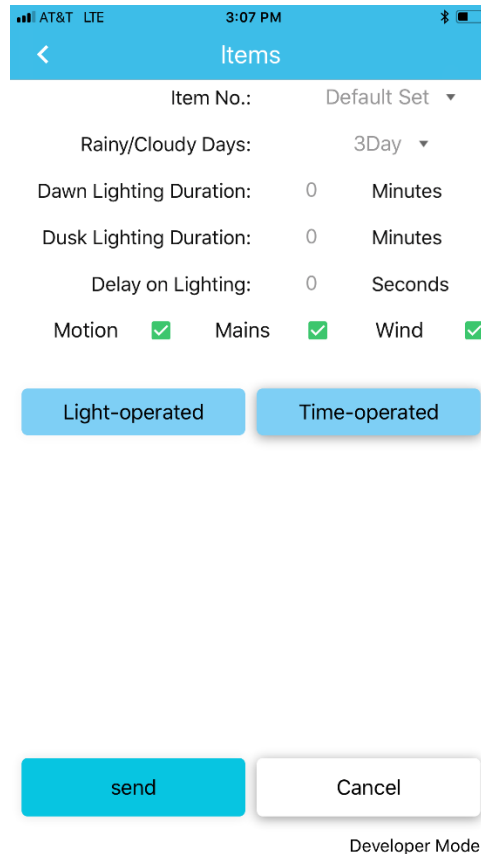 AT&T LTE 3:07 PM
Items
Item No.: Default Set
Rainy/Cloudy Days: 3Day
Dawn Lighting Duration: 0 Minutes
Dusk Lighting Duration: 0 Minutes
Delay on Lighting: 0 Seconds
Motion Mains Wind
Light-operated Time-operated
send Cancel
Developer Mode